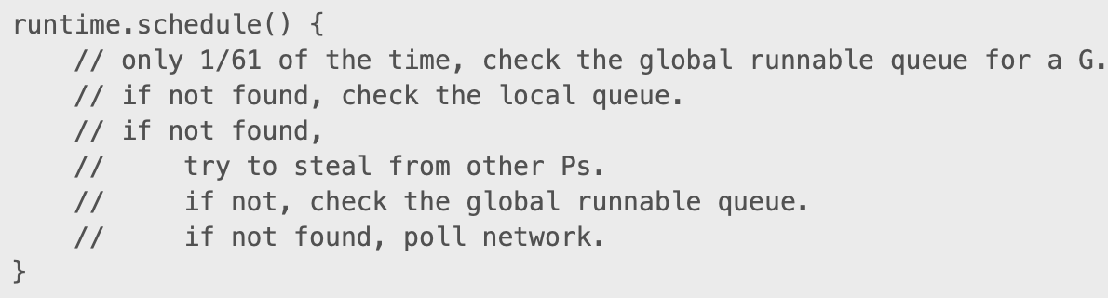 runtime.schedule() {
    // only 1/61 of the time, check the global runnable queue for a G.
    // if not found, check the local queue.
    // if not found,
    //     try to steal from other Ps.
    //     if not, check the global runnable queue.
    //     if not found, poll network.
}